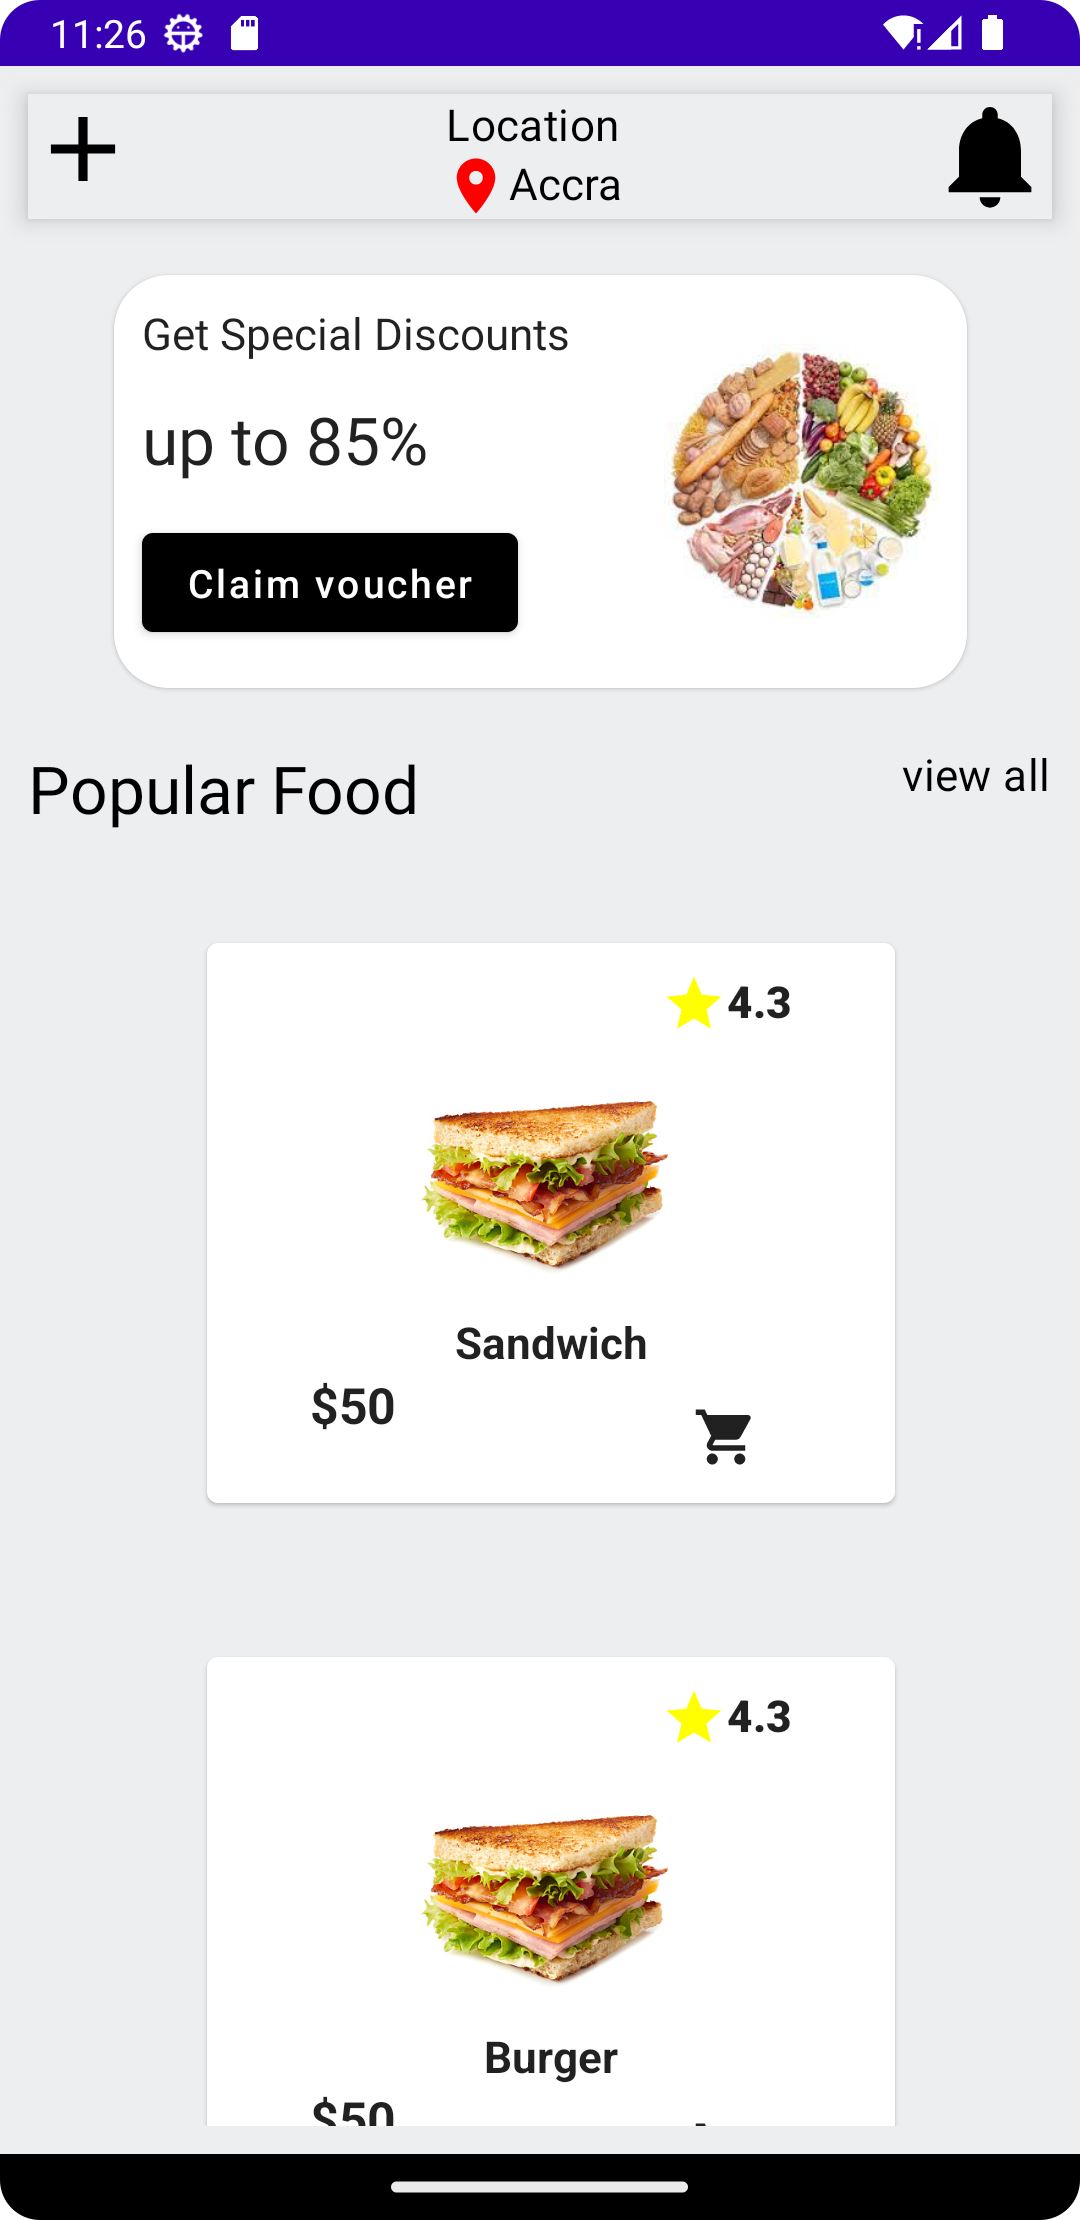 11:26
Location
Accra
Get Special Discounts
up to 85%
Claim voucher
Popular Food
view all
4.3
Sandwich
$50
4.3
Burger
$50